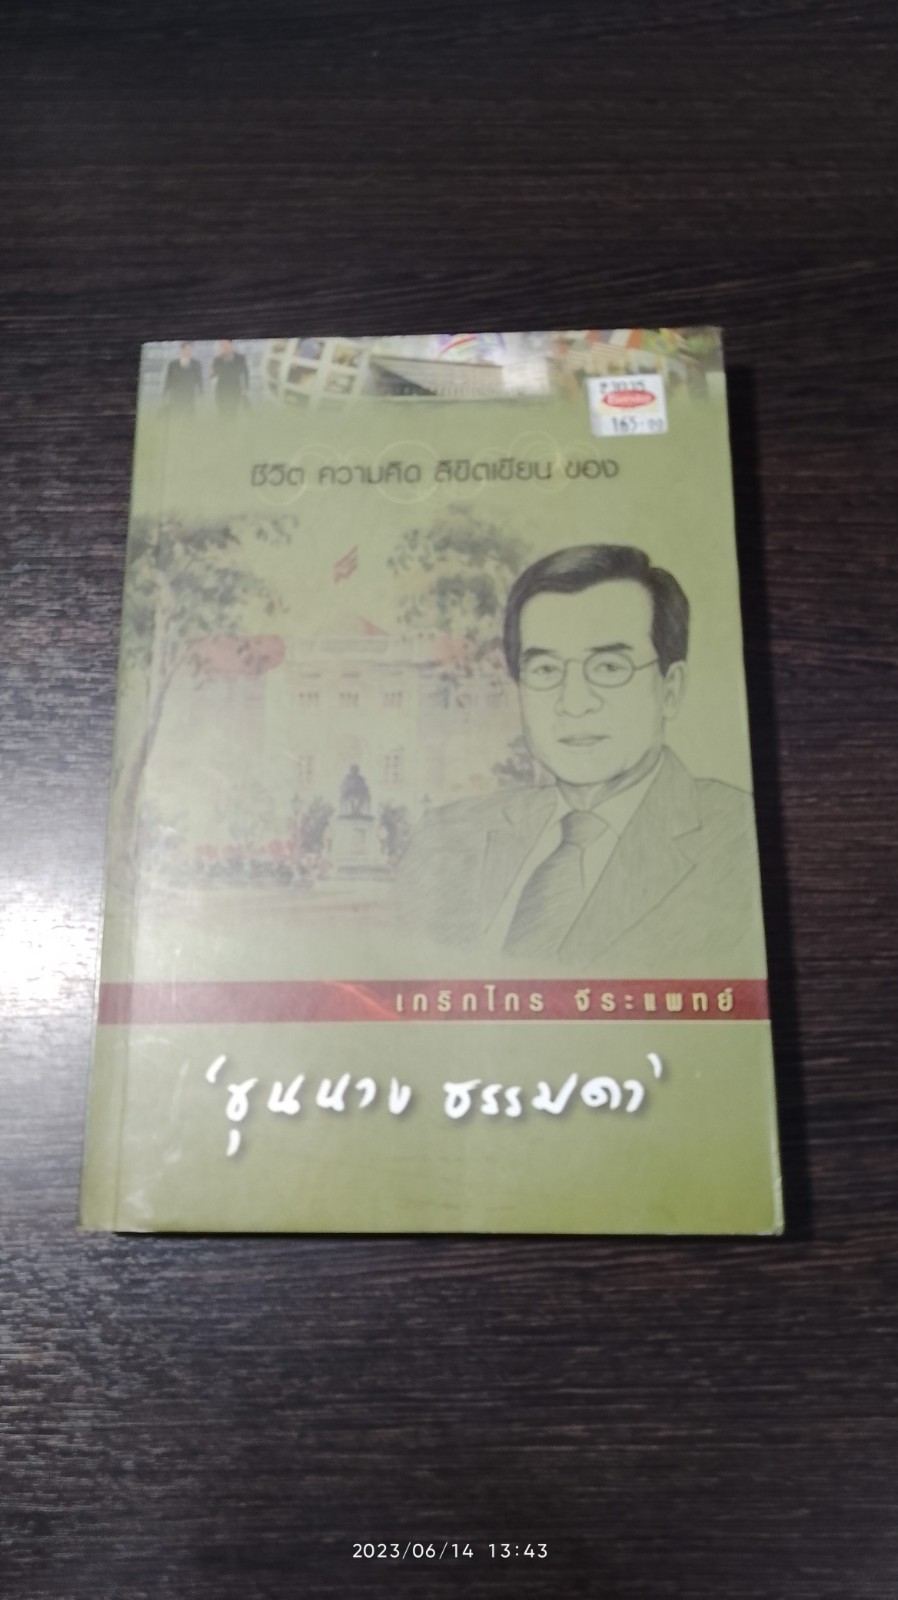 165.00
ชีวิต ความคิด ลิขิตเขียน ของ
เกริกไกร จีระแพทย์
'ขุนนาง ธรรมดา'
2023/06/14 13:43